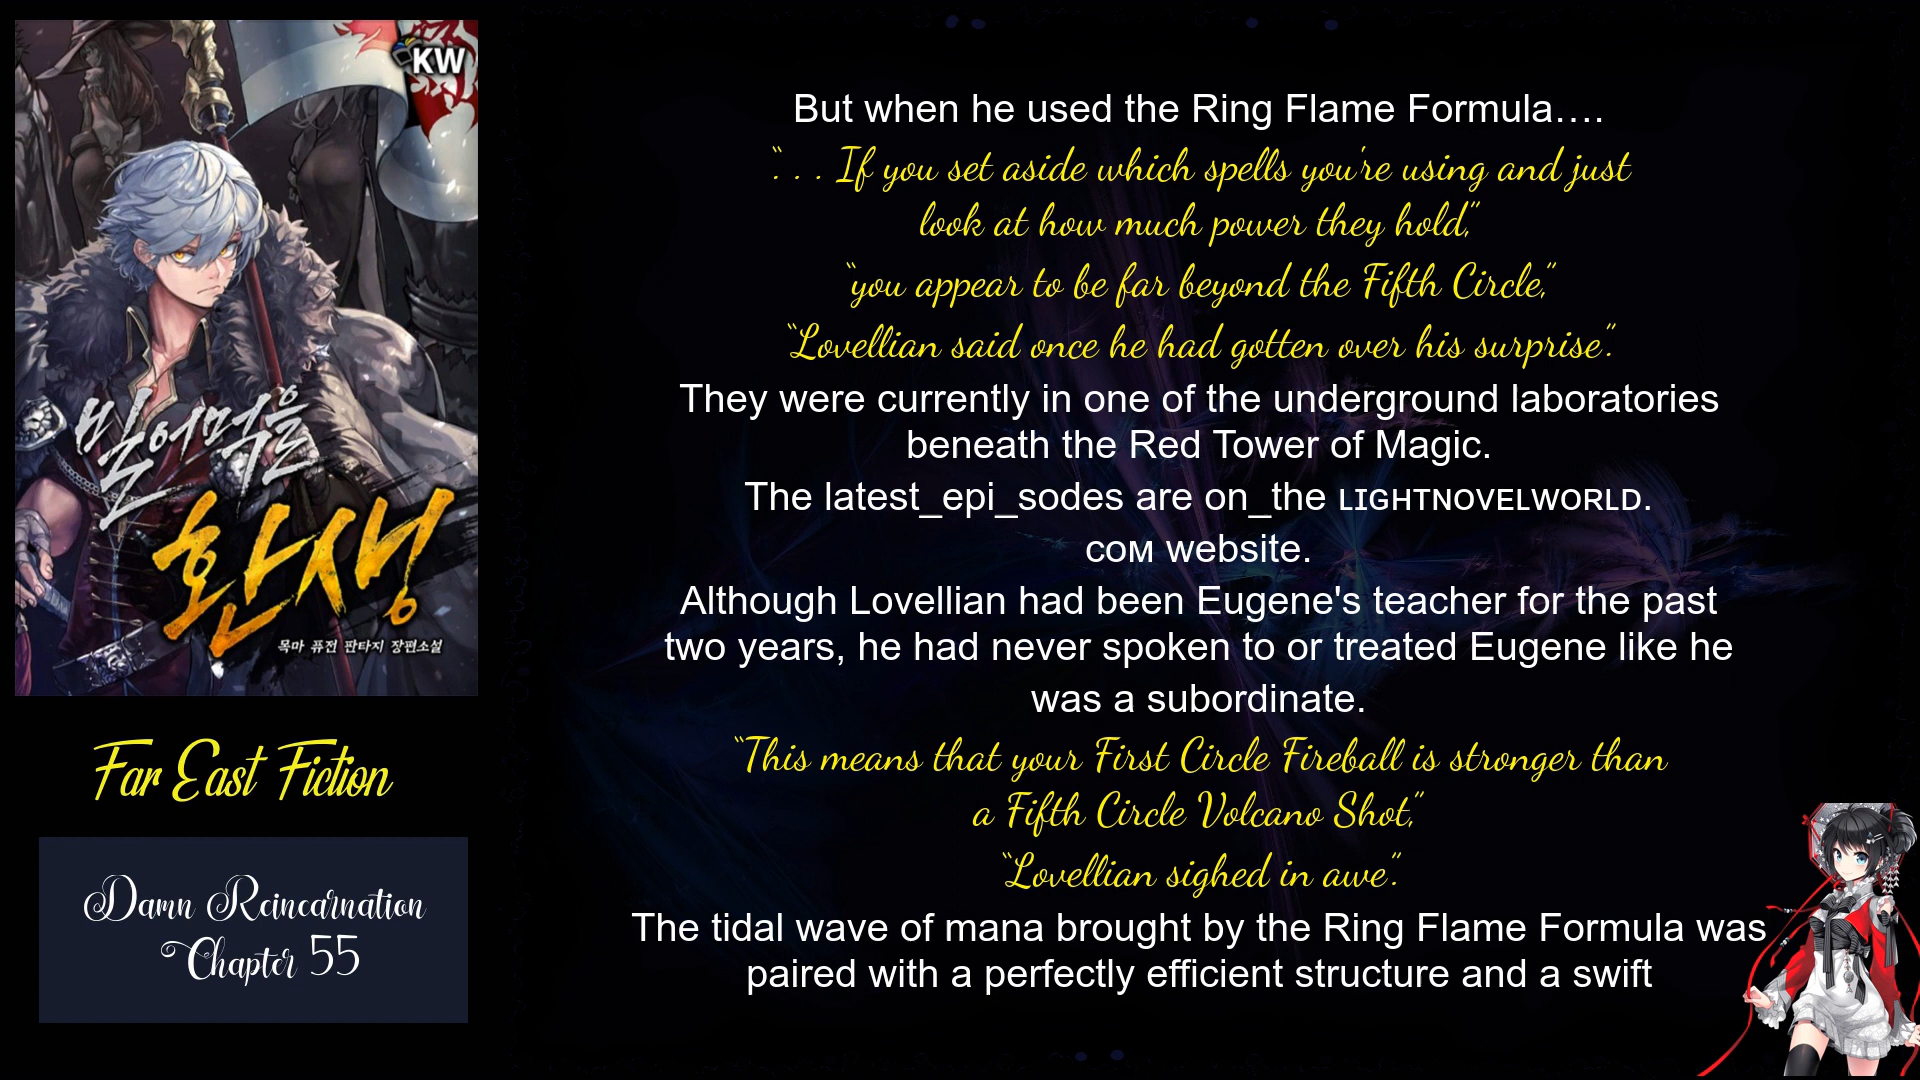 KW
빌어먹을
환생
목마 퓨전 판타지 장편소설
Far East Fiction
Damn Reincarnation
Chapter 55
But when he used the Ring Flame Formula….
“. . . If you set aside which spells you're using and just
look at how much power they hold,”
“you appear to be far beyond the Fifth Circle,”
“Lovellian said once he had gotten over his surprise”.
They were currently in one of the underground laboratories
beneath the Red Tower of Magic.
The latest_epi_sodes are on_the ʟɪɢʜᴛɴᴏᴠᴇʟᴡᴏʀʟᴅ.
ᴄᴏᴍ website.
Although Lovellian had been Eugene's teacher for the past
two years, he had never spoken to or treated Eugene like he
was a subordinate.
“This means that your First Circle Fireball is stronger than
a Fifth Circle Volcano Shot,”
“Lovellian sighed in awe”.
The tidal wave of mana brought by the Ring Flame Formula was
paired with a perfectly efficient structure and a swift